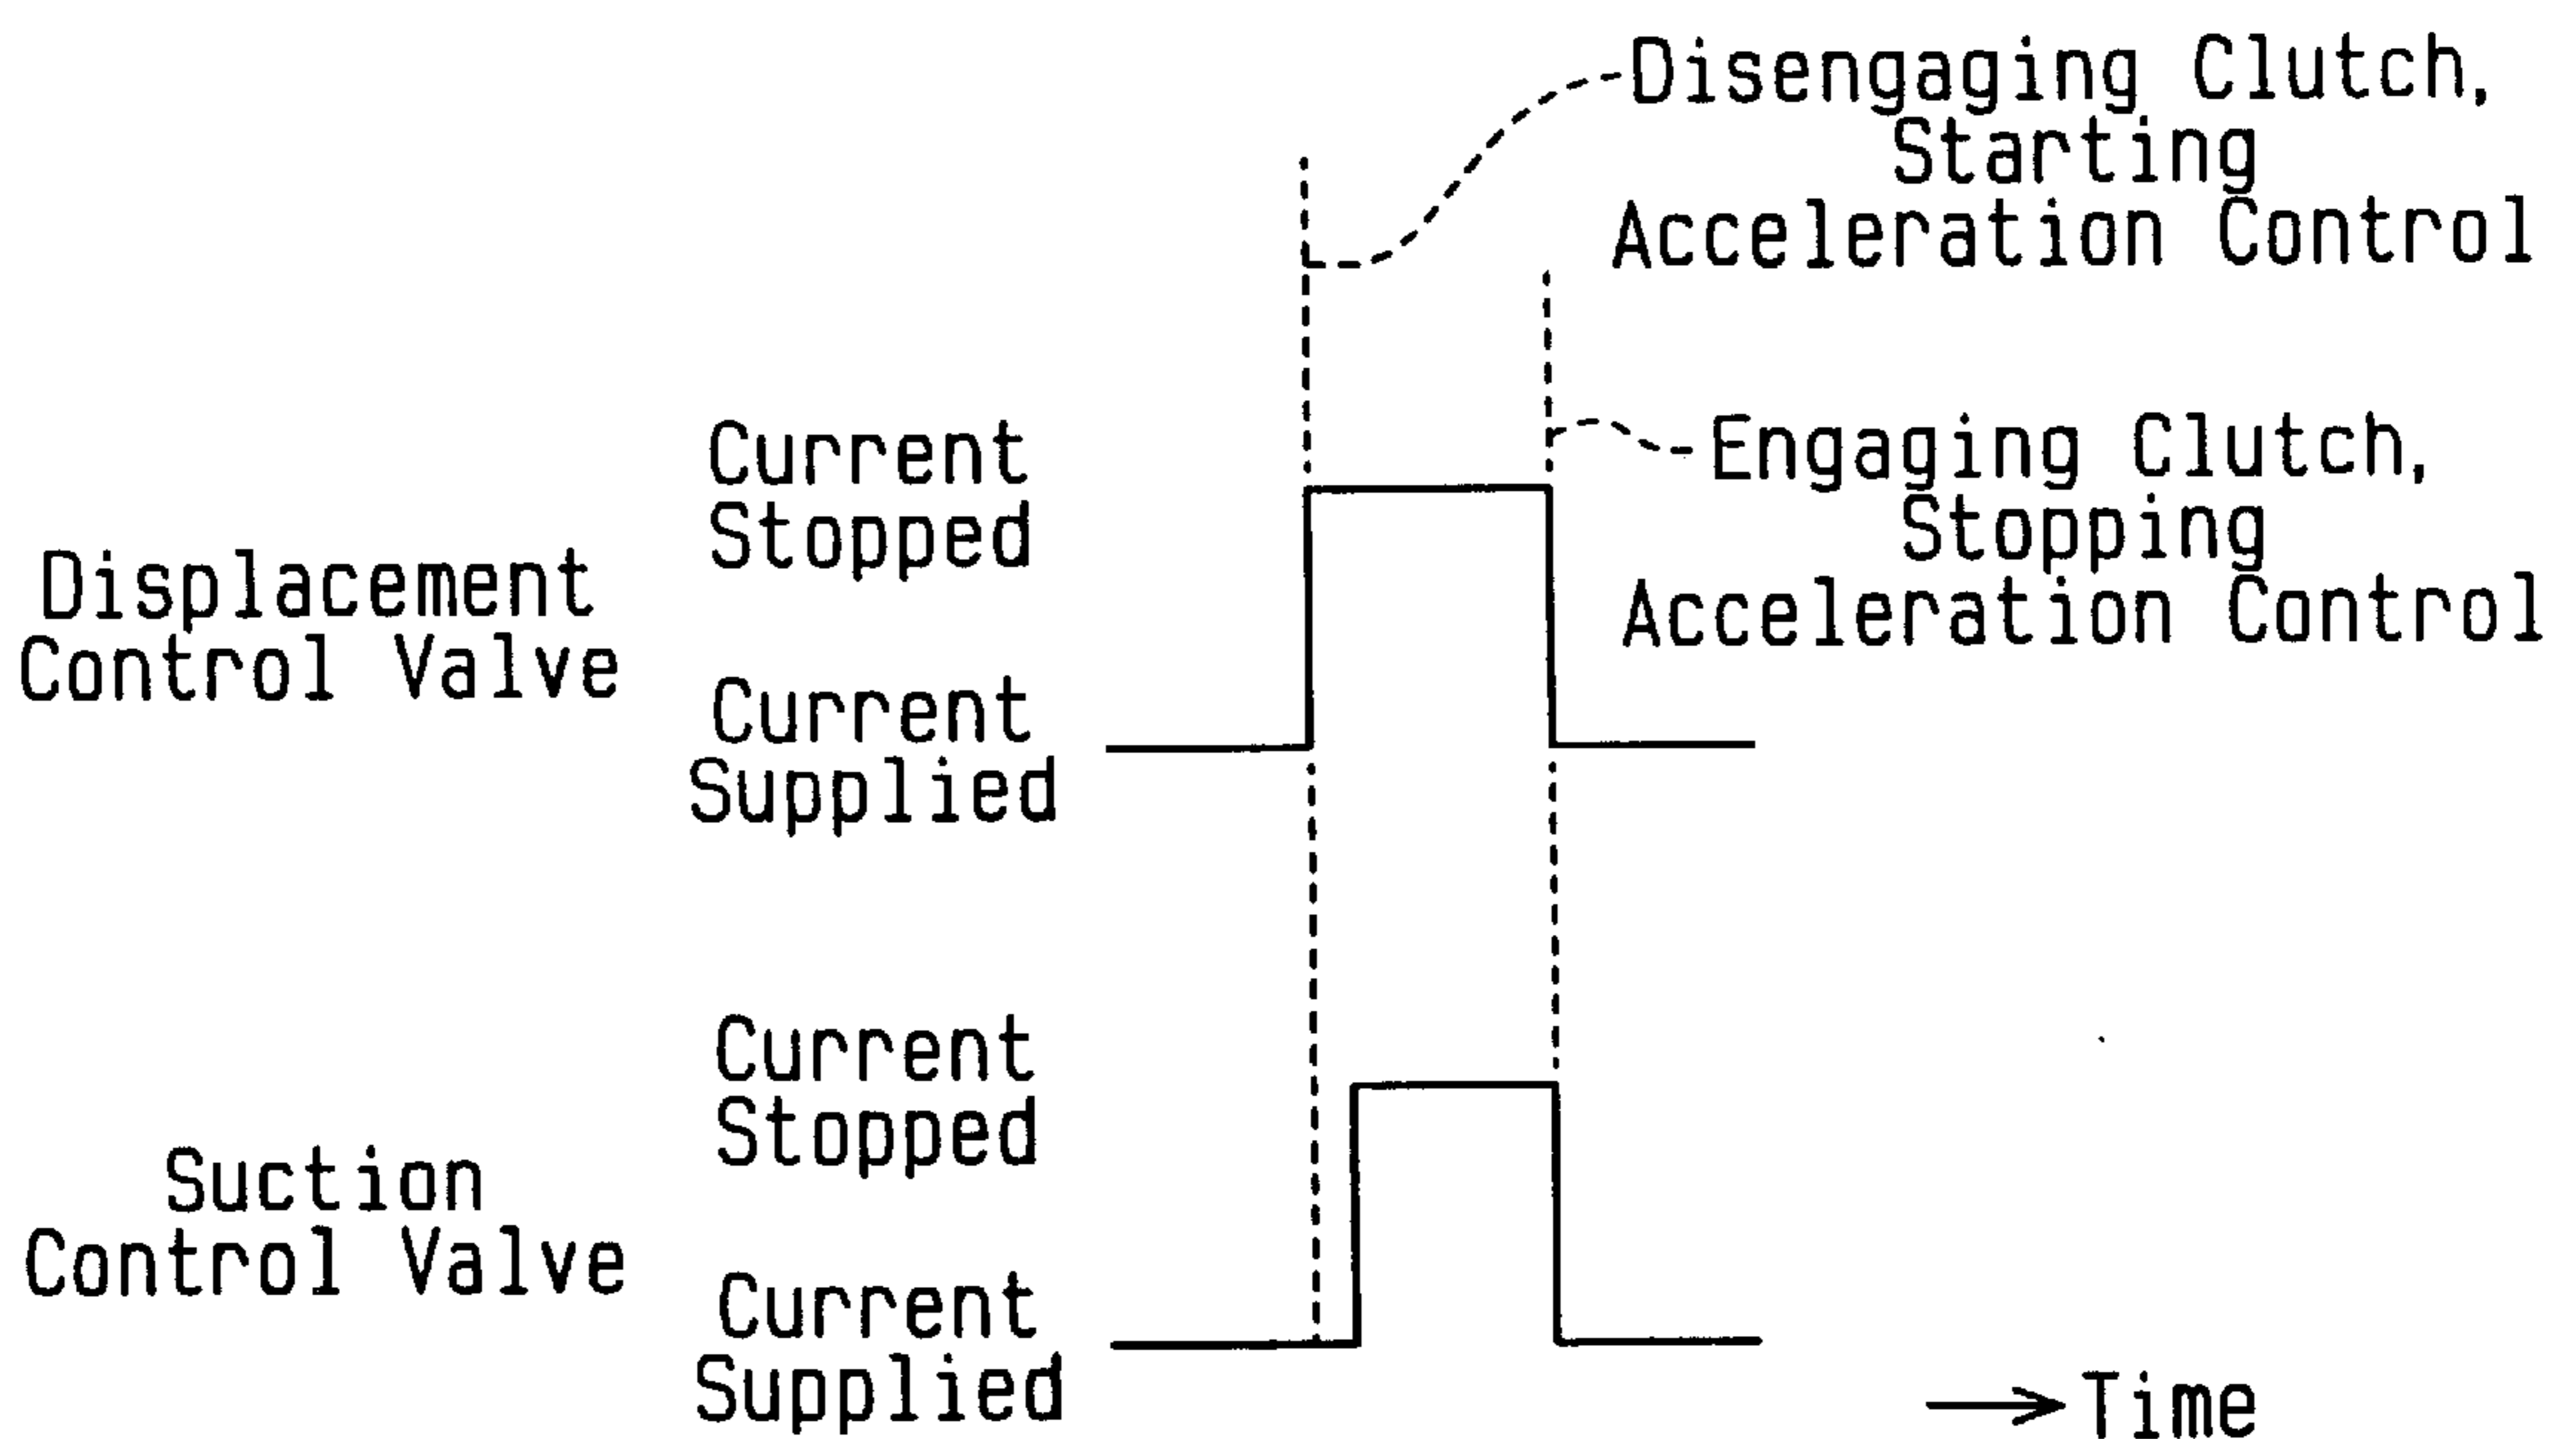 Disengaging Clutch,
Starting
Acceleration Control
Engaging Clutch,
Stopping
Acceleration Control
Displacement
Control Valve
Current
Stopped
Current
Supplied
Suction
Control Valve
Current
Stopped
Current
Supplied
Time